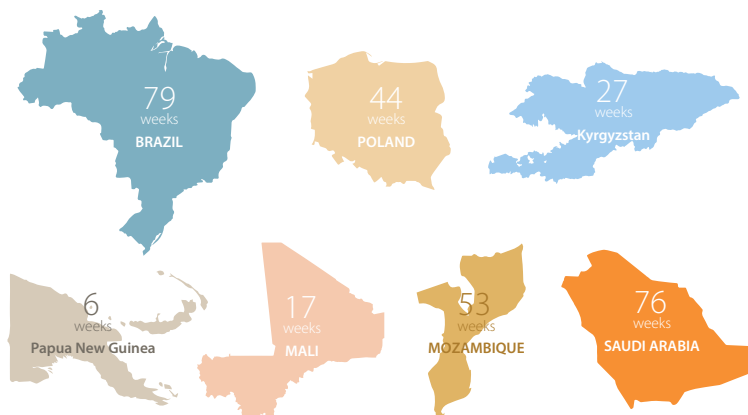 79
weeks
BRAZIL
44
weeks
POLAND
27
weeks
Kyrgyzstan
6
weeks
Papua New Guinea
17
weeks
MALI
53
weeks
MOZAMBIQUE
76
weeks
SAUDI ARABIA